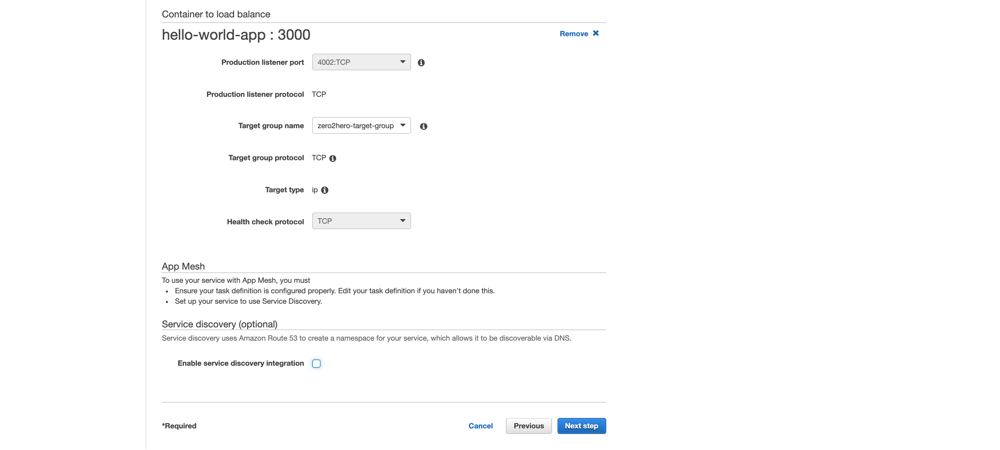 Container to load balance
hello-world-app : 3000
Remove
Production listener port 4002:TCP
Production listener protocol TCP
Target group name zero2hero-target-group
Target group protocol TCP
Target type ip
Health check protocol TCP
App Mesh
To use your service with App Mesh, you must
• Ensure your task definition is configured properly. Edit your task definition if you haven't done this.
• Set up your service to use Service Discovery.
Service discovery (optional)
Service discovery uses Amazon Route 53 to create a namespace for your service, which allows it to be discoverable via DNS.
Enable service discovery integration
*Required Cancel Previous Next step